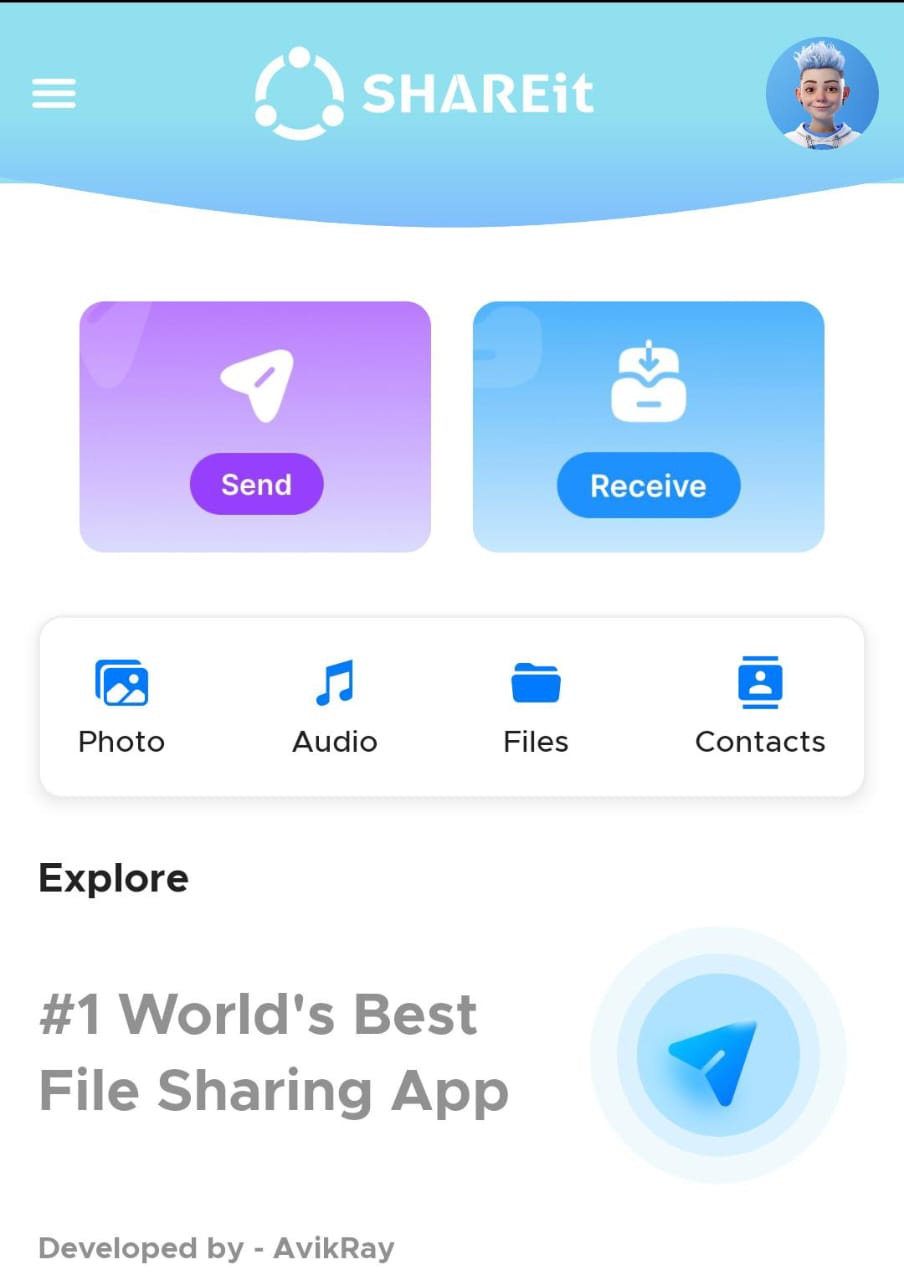 SHAREit
Send
Receive
Photo
Audio
Files
Contacts
Explore
#1 World's Best
File Sharing App
Developed by - AvikRay